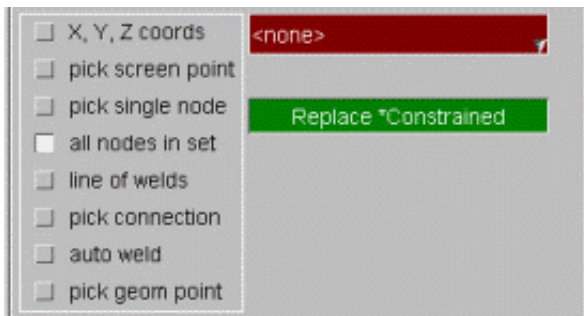 X, Y, Z coords
<none>
pick screen point
pick single node
Replace *Constrained
all nodes in set
line of welds
pick connection
auto weld
pick geom point